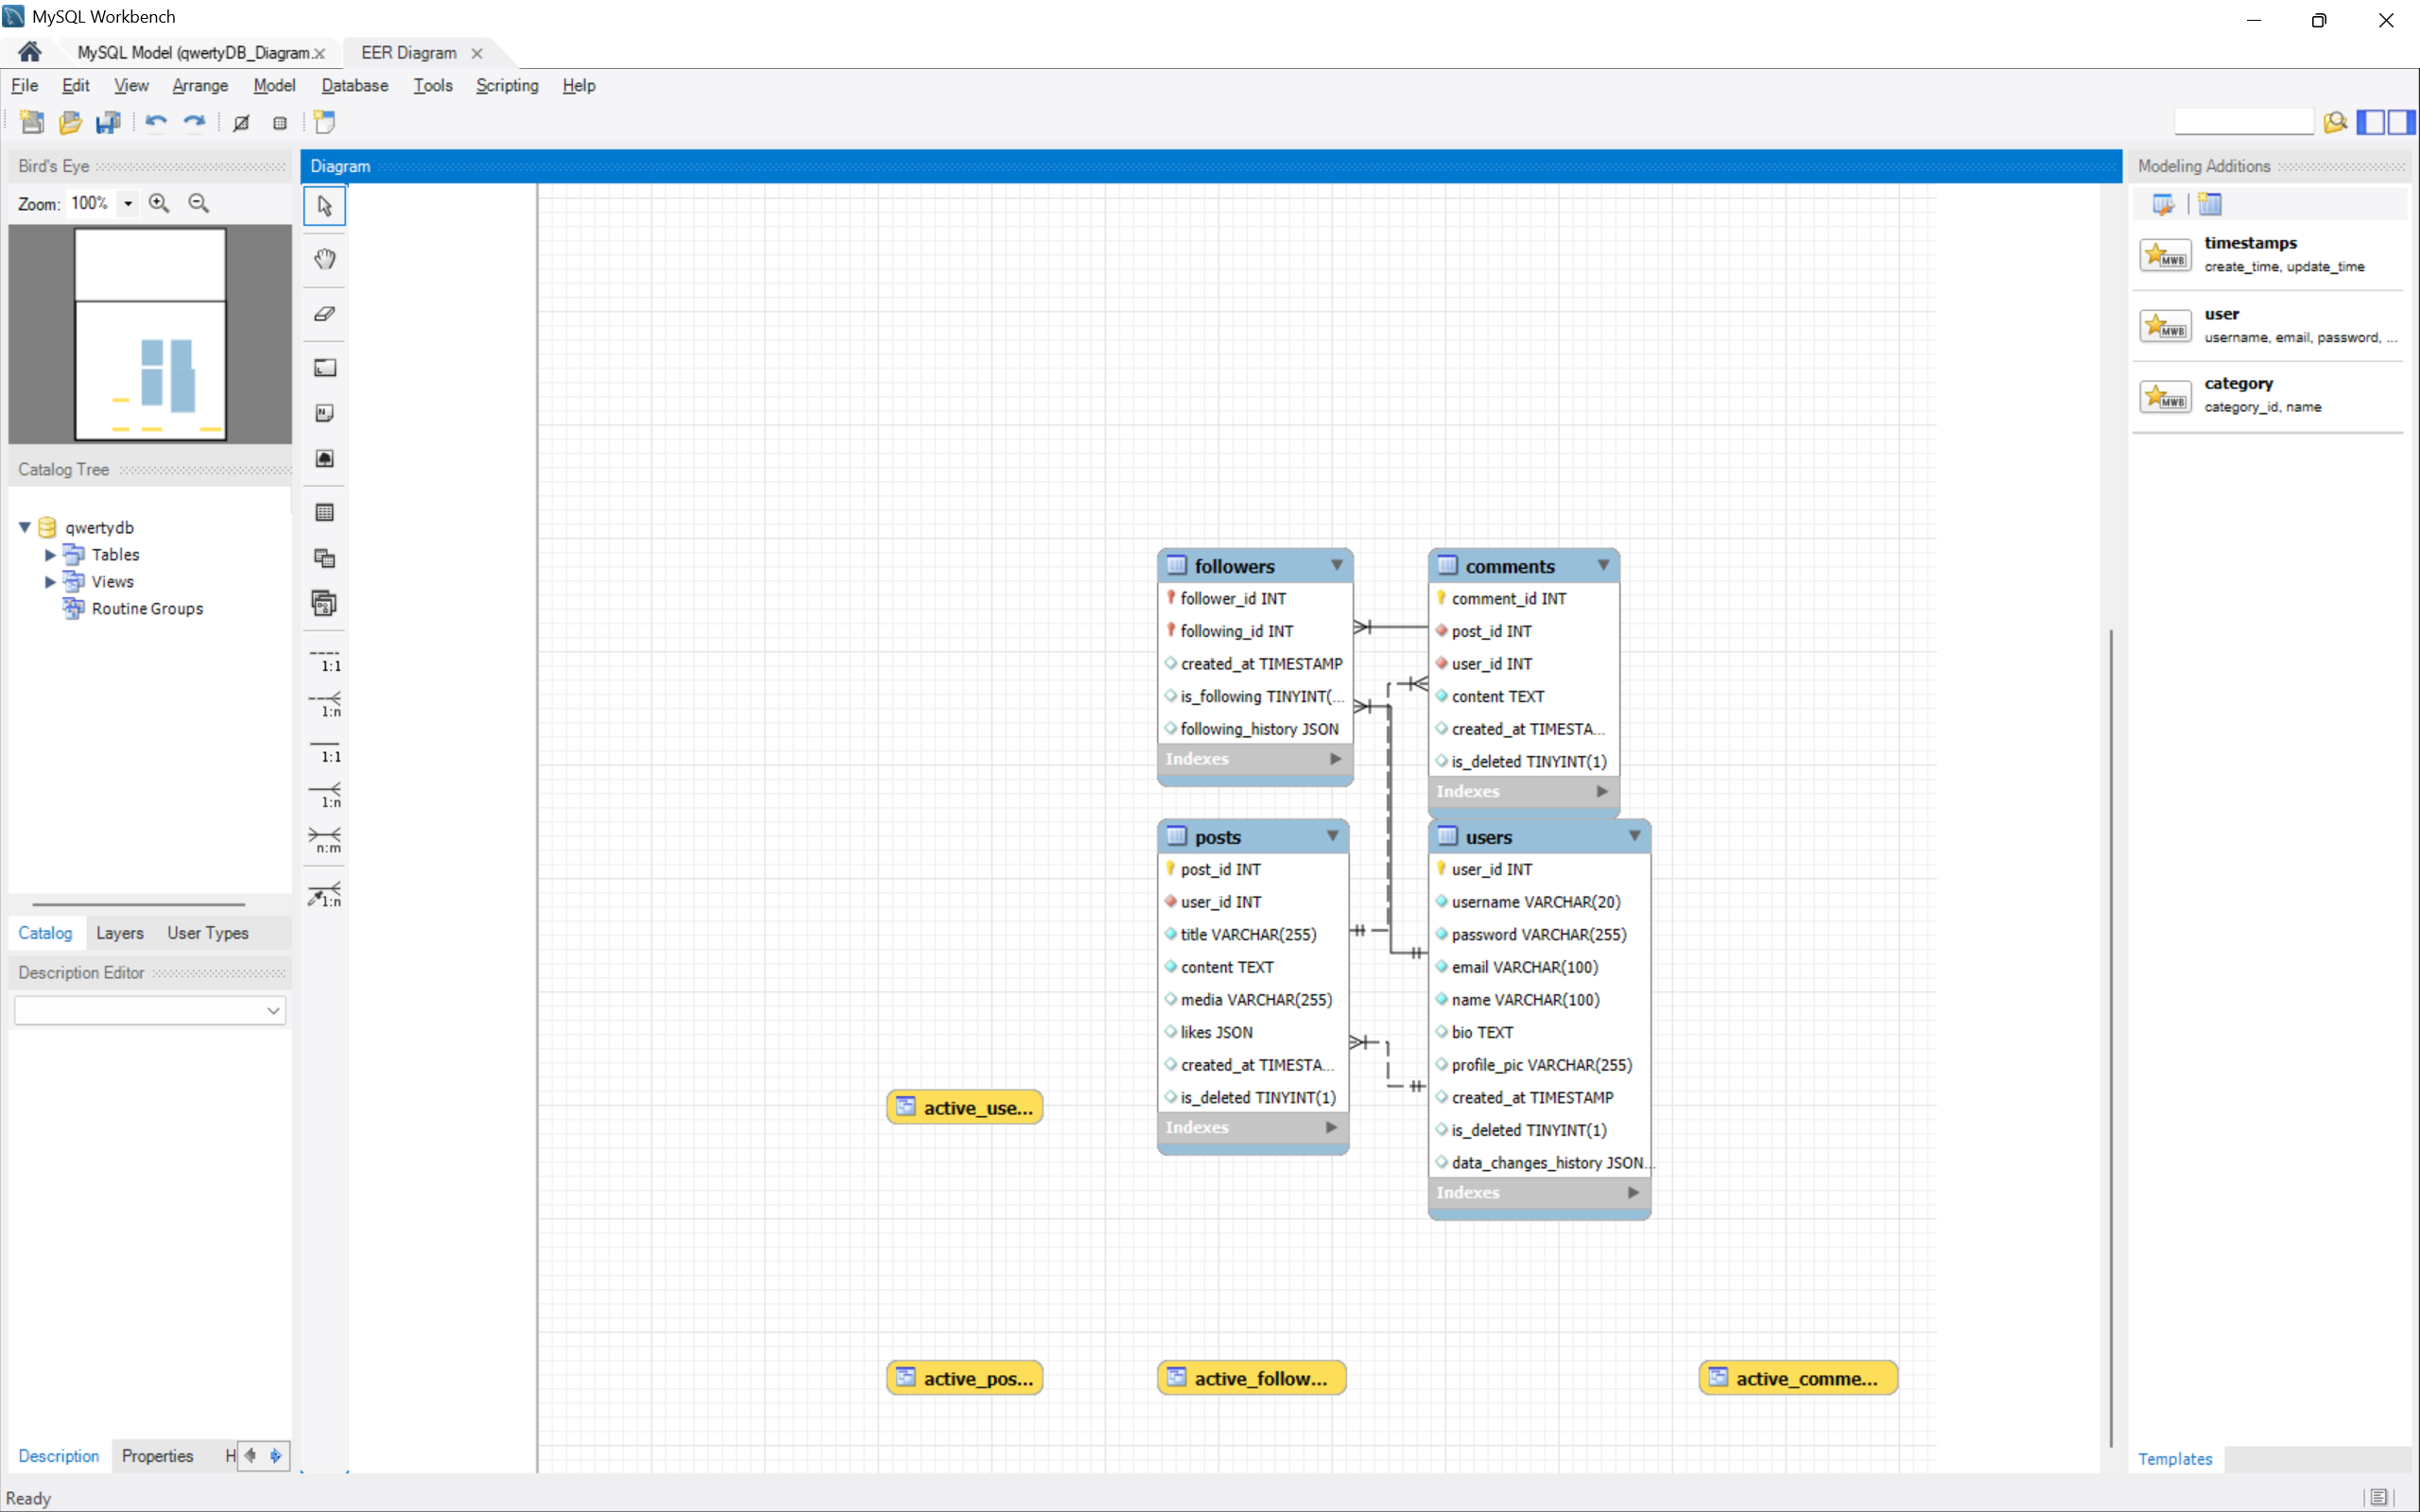 MySQL Workbench
MySQL Model (qwertyDB_Diagram.
EER Diagram
File Edit View Arrange Model Database Tools Scripting Help
Bird's Eye
Zoom: 100%
Catalog Tree
qwertydb
Tables
Views
Routine Groups
Catalog Layers User Types
Description Editor
Description Properties H
Ready
Diagram
1:1
1:n
1:1
1:n
n:m
1:n
followers
follower_id INT
following_id INT
created_at TIMESTAMP
is_following TINYINT(...
following_history JSON
Indexes
comments
comment_id INT
post_id INT
user_id INT
content TEXT
created_at TIMESTA...
is_deleted TINYINT(1)
Indexes
posts
post_id INT
user_id INT
title VARCHAR(255)
content TEXT
media VARCHAR(255)
likes JSON
created_at TIMESTA...
is_deleted TINYINT(1)
Indexes
users
user_id INT
username VARCHAR(20)
password VARCHAR(255)
email VARCHAR(100)
name VARCHAR(100)
bio TEXT
profile_pic VARCHAR(255)
created_at TIMESTAMP
is_deleted TINYINT(1)
data_changes_history JSON...
Indexes
active_use...
active_pos...
active_follow...
active_comme...
Modeling Additions
MWB
timestamps
create_time, update_time
MWB
user
username, email, password, ...
MWB
category
category_id, name
Templates